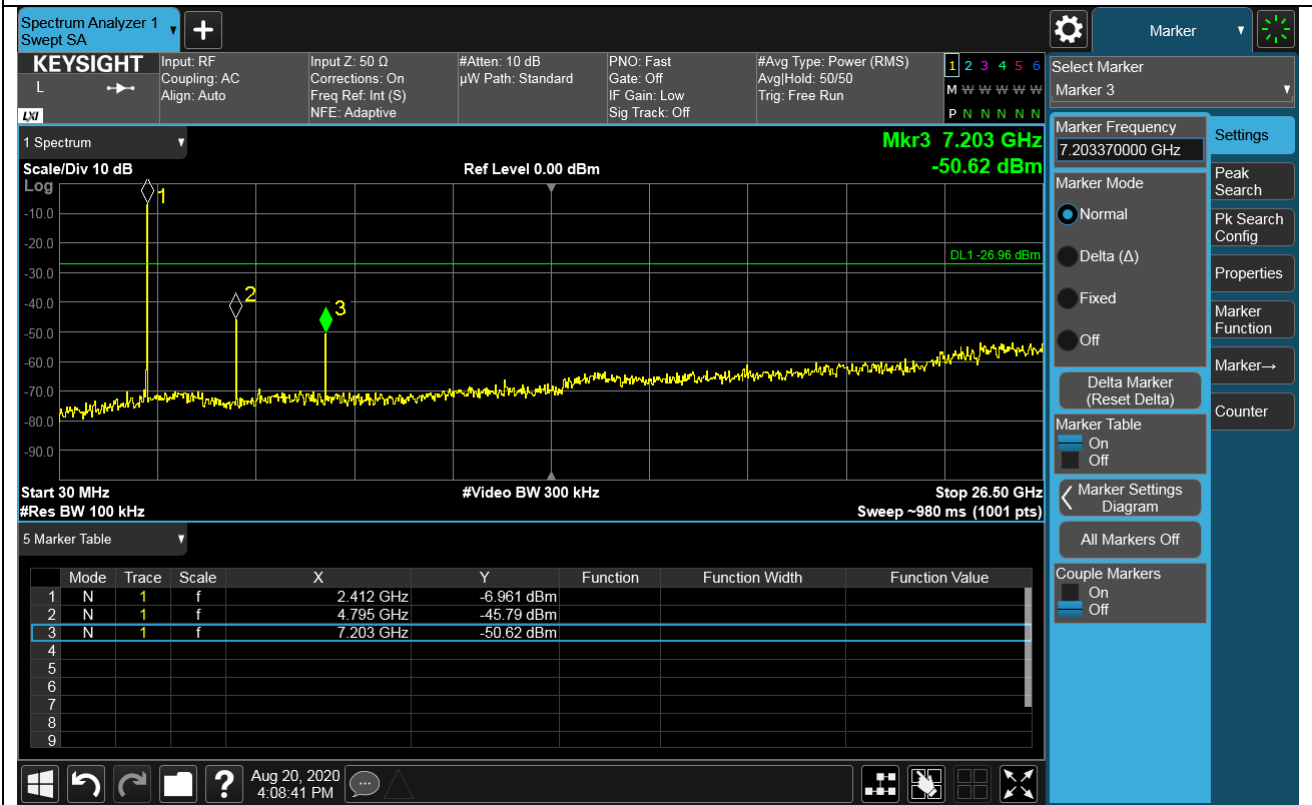 Spectrum Analyzer 1
Swept SA
+
Marker
KEYSIGHT
L
LXI
Input: RF
Coupling: AC
Align: Auto
Input Z: 50 Ω
Corrections: On
Freq Ref: Int (S)
NFE: Adaptive
#Atten: 10 dB
µW Path: Standard
PNO: Fast
Gate: Off
IF Gain: Low
Sig Track: Off
#Avg Type: Power (RMS)
Avg|Hold: 50/50
Trig: Free Run
1 2 3 4 5 6
M W W W W W
P N N N N N
Select Marker
Marker 3
1 Spectrum
Mkr3 7.203 GHz
Scale/Div 10 dB
Ref Level 0.00 dBm
-50.62 dBm
Log
1
-10.0
-20.0
DL1 -26.96 dBm
-30.0
2
-40.0
3
-50.0
-60.0
-70.0
-80.0
-90.0
Start 30 MHz
#Video BW 300 kHz
Stop 26.50 GHz
#Res BW 100 kHz
Sweep ~980 ms (1001 pts)
Marker Frequency
7.203370000 GHz
Marker Mode
Normal
Delta (Δ)
Fixed
Off
Delta Marker
(Reset Delta)
Marker Table
On
Off
Marker Settings
Diagram
All Markers Off
Couple Markers
On
Off
Settings
Peak
Search
Pk Search
Config
Properties
Marker
Function
Marker→
Counter
5 Marker Table
Mode Trace Scale X Y Function Function Width Function Value
1 N 1 f 2.412 GHz -6.961 dBm
2 N 1 f 4.795 GHz -45.79 dBm
3 N 1 f 7.203 GHz -50.62 dBm
4
5
6
7
8
9
?
Aug 20, 2020
4:08:41 PM